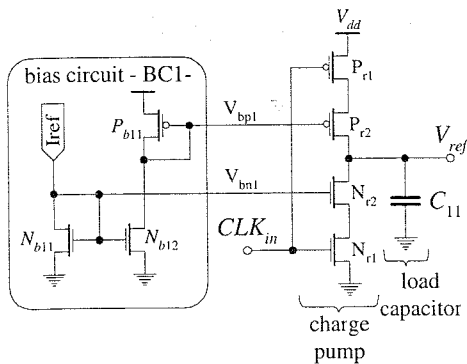 bias circuit - BC1-
Iref
P_b11
N_b11
N_b12
V_bp1
V_bn1
CLK_in
V_dd
P_r1
P_r2
N_r2
N_r1
V_ref
C_11
charge
pump
load
capacitor